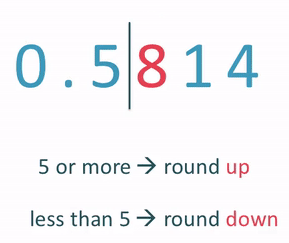 0.5814
5 or more → round up
less than 5 → round down